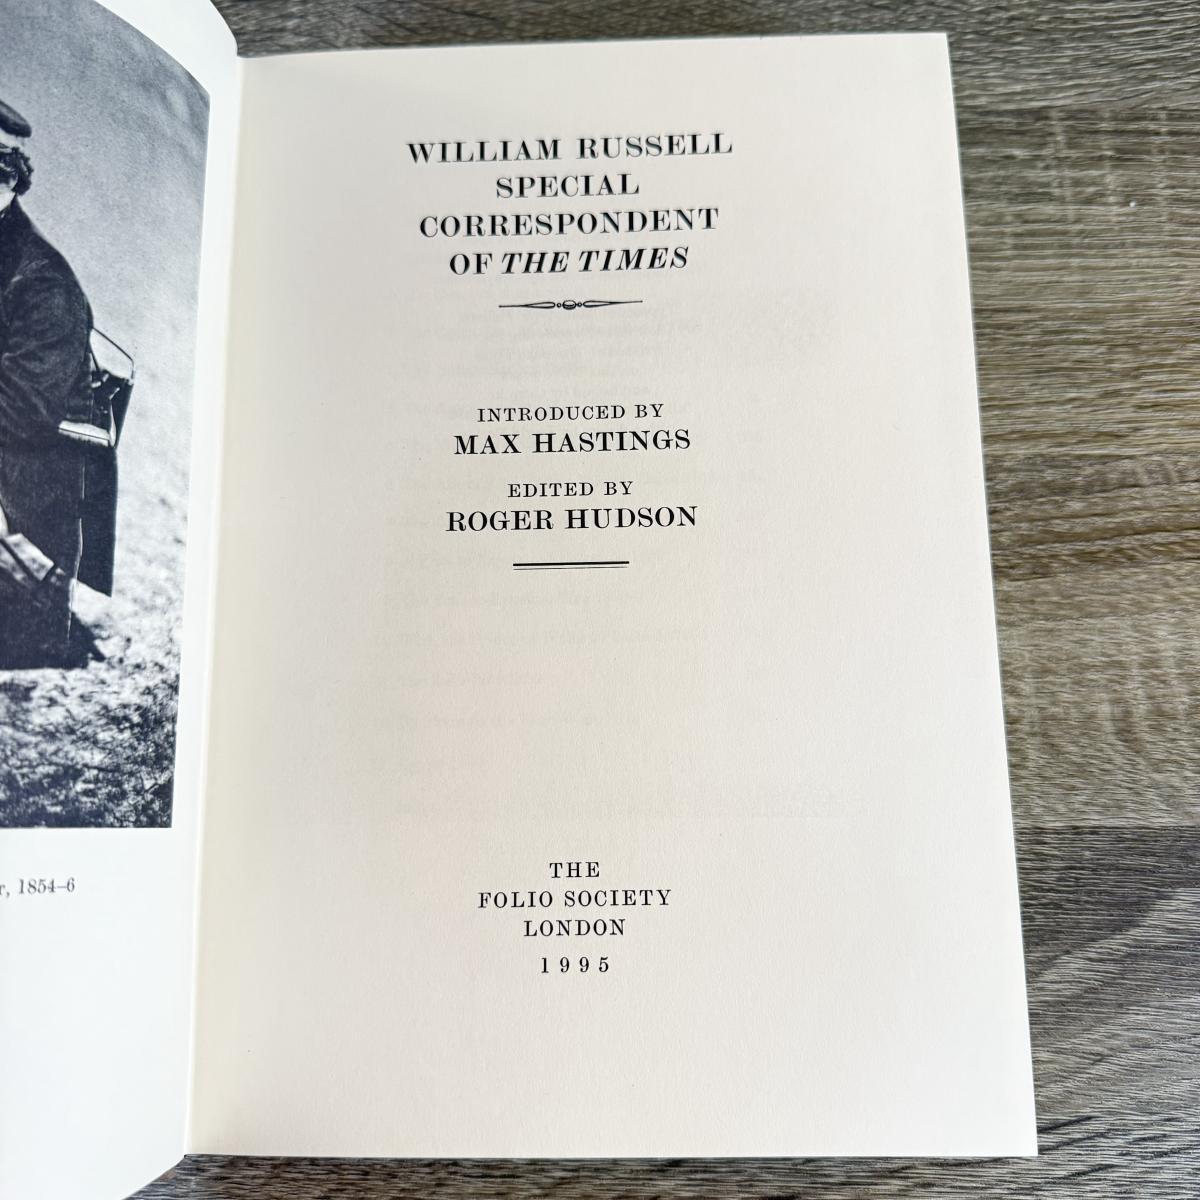 WILLIAM RUSSELL
SPECIAL
CORRESPONDENT
OF THE TIMES
INTRODUCED BY
MAX HASTINGS
EDITED BY
ROGER HUDSON
THE
FOLIO SOCIETY
LONDON
1995
1854–6